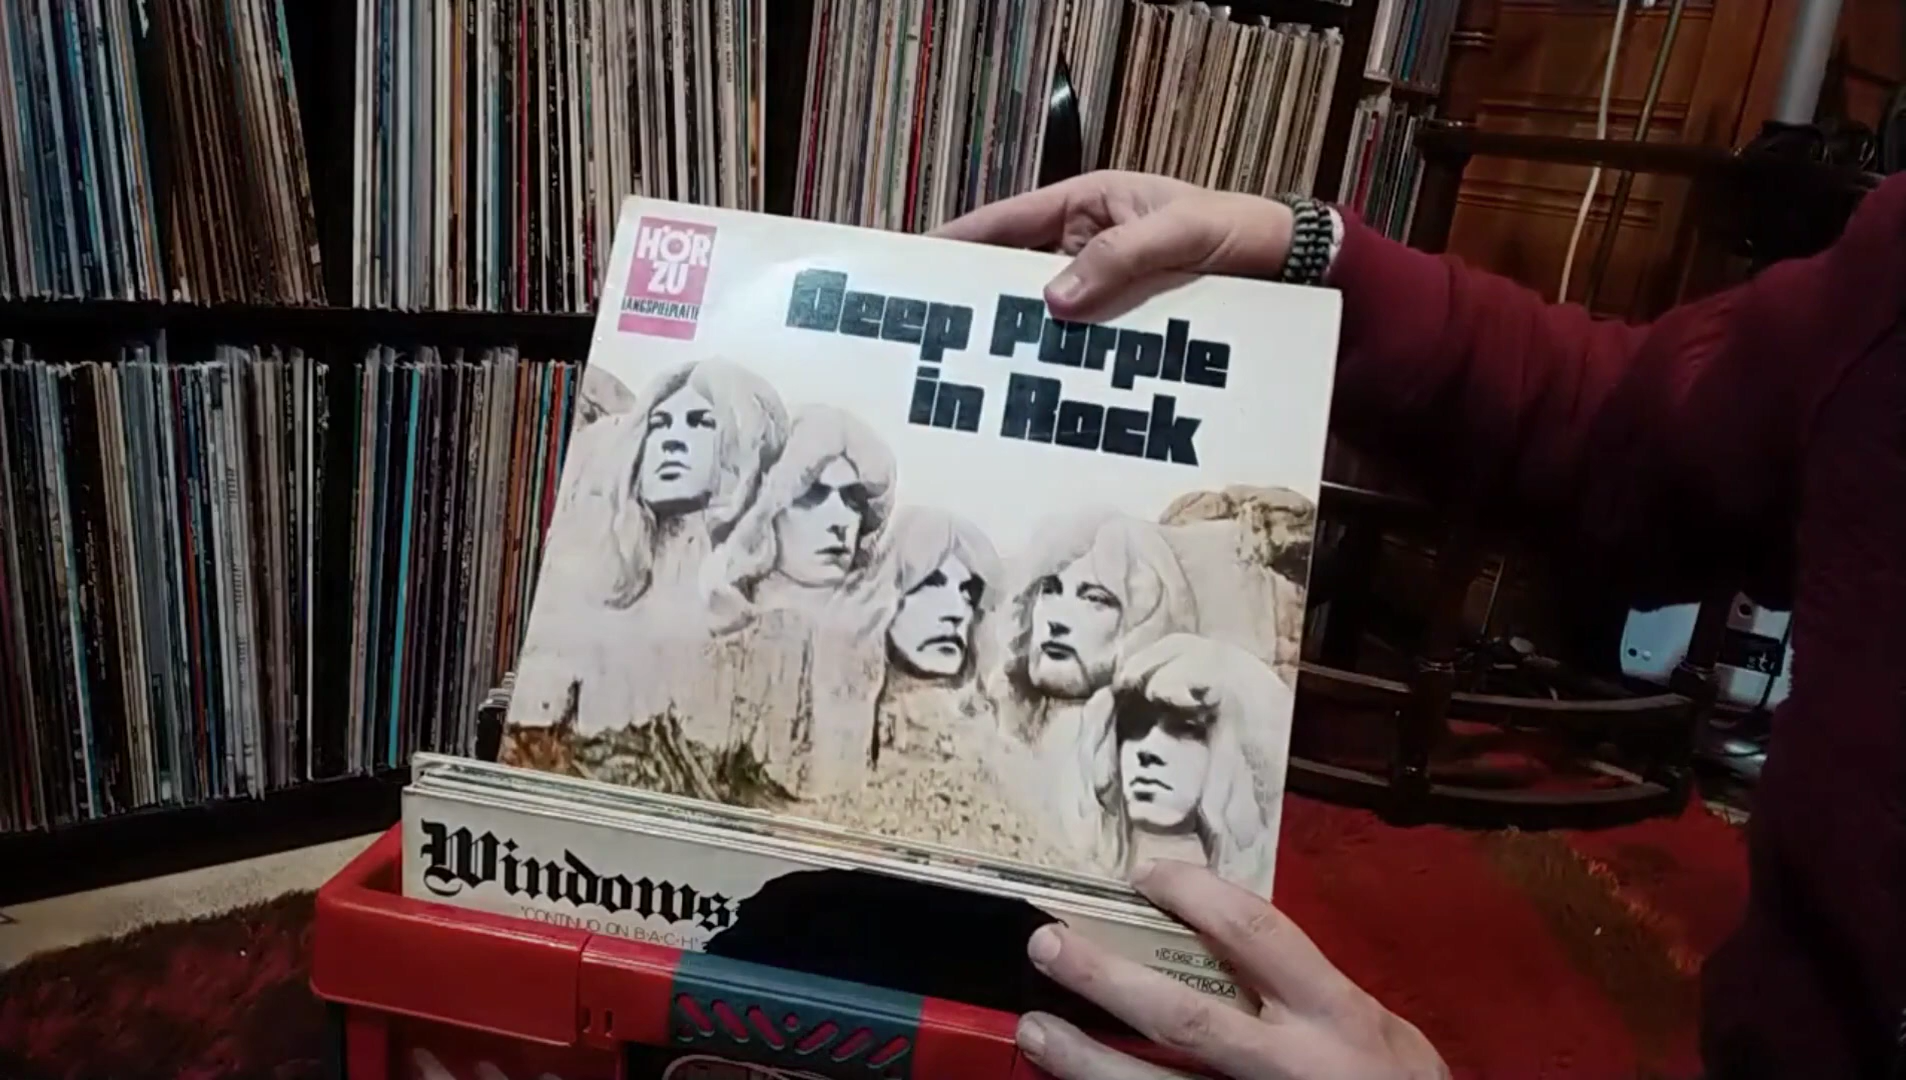 HÖR
ZU
LANGSPIELPLATTE
Deep Purple
in Rock
Windows
'CONTINUO ON B·A·C·H'
ELECTROLA